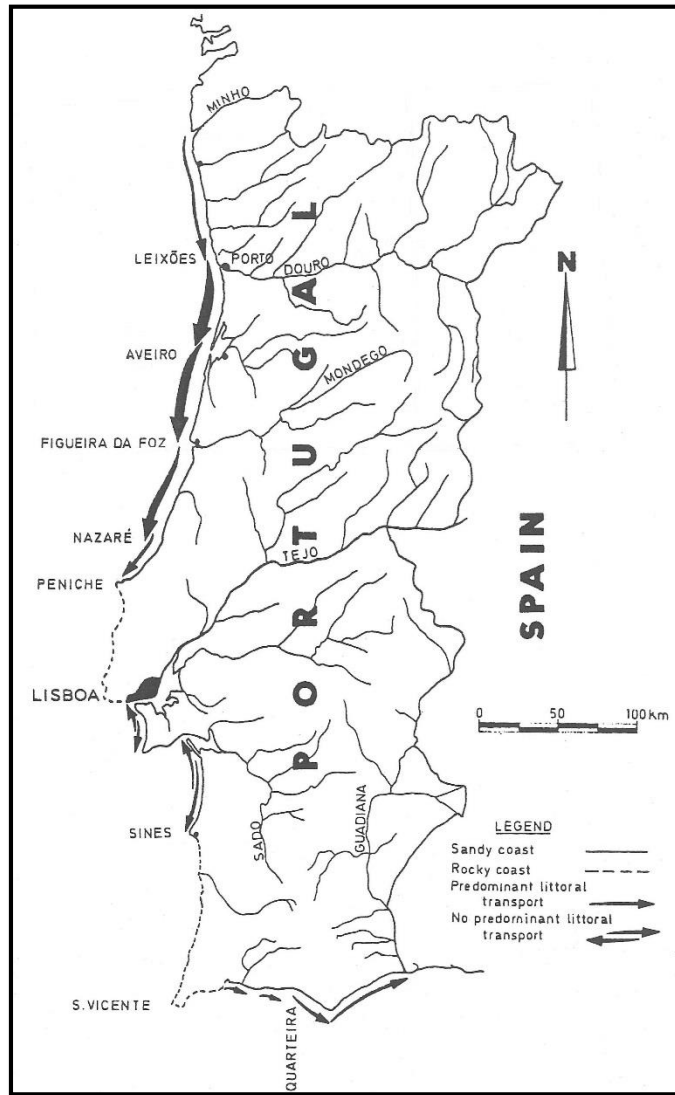 MINHO
LEIXÕES
PORTO
DOURO
AVEIRO
MONDEGO
FIGUEIRA DA FOZ
NAZARÉ
TEJO
PENICHE
LISBOA
SINES
SADO
GUADIANA
S.VICENTE
QUARTEIRA
PORTUGAL
SPAIN
N
0 50 100 Km
LEGEND
Sandy coast
Rocky coast
Predominant littoral
transport
No predominant littoral
transport